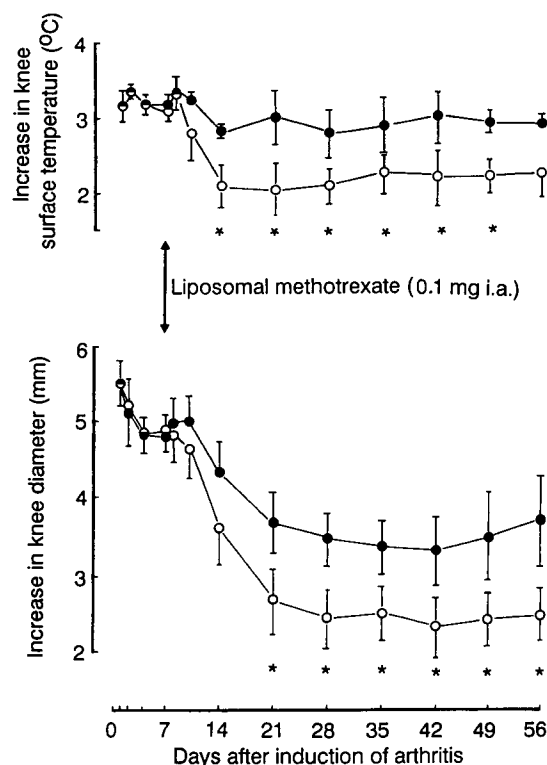 Increase in knee
surface temperature (ºC)
4
3
2
* * * * * *
Liposomal methotrexate (0.1 mg i.a.)
Increase in knee diameter (mm)
6
5
4
3
2
* * * * * *
0 7 14 21 28 35 42 49 56
Days after induction of arthritis